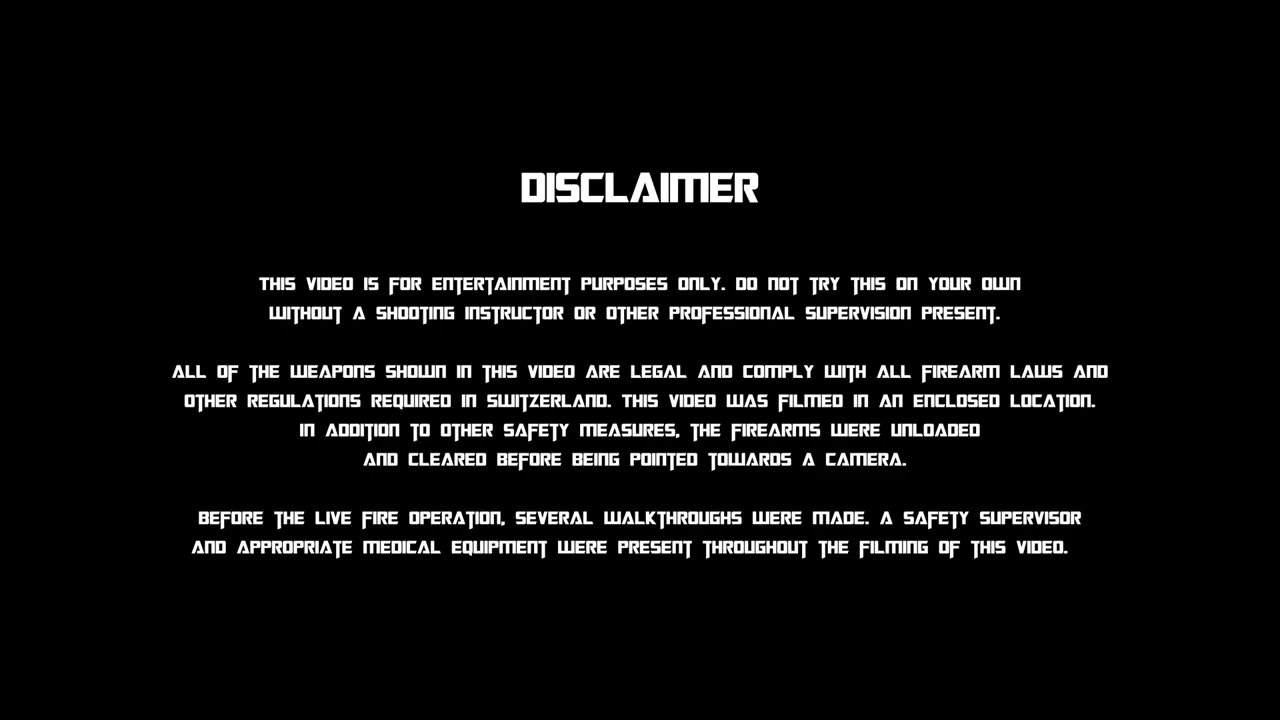 DISCLAIMER
THIS VIDEO IS FOR ENTERTAINMENT PURPOSES ONLY. DO NOT TRY THIS ON YOUR OWN
WITHOUT A SHOOTING INSTRUCTOR OR OTHER PROFESSIONAL SUPERVISION PRESENT.
ALL OF THE WEAPONS SHOWN IN THIS VIDEO ARE LEGAL AND COMPLY WITH ALL FIREARM LAWS AND
OTHER REGULATIONS REQUIRED IN SWITZERLAND. THIS VIDEO WAS FILMED IN AN ENCLOSED LOCATION.
IN ADDITION TO OTHER SAFETY MEASURES, THE FIREARMS WERE UNLOADED
AND CLEARED BEFORE BEING POINTED TOWARDS A CAMERA.
BEFORE THE LIVE FIRE OPERATION, SEVERAL WALKTHROUGHS WERE MADE. A SAFETY SUPERVISOR
AND APPROPRIATE MEDICAL EQUIPMENT WERE PRESENT THROUGHOUT THE FILMING OF THIS VIDEO.